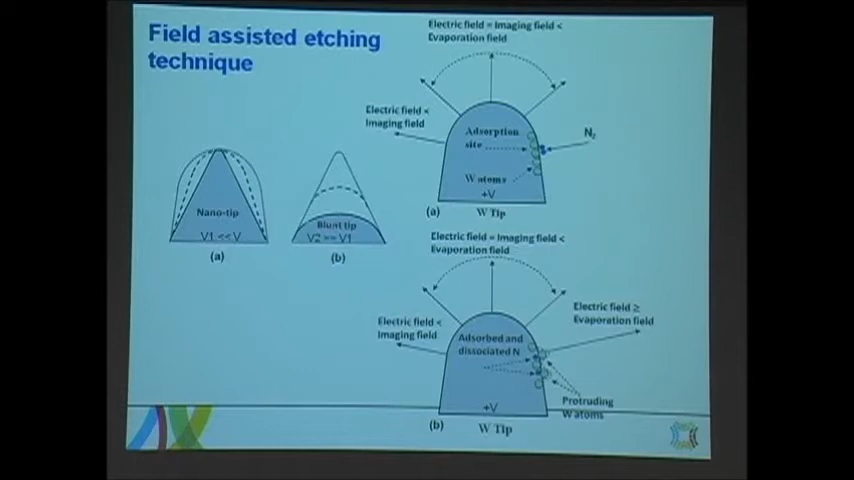 Field assisted etching
technique
Nano-tip
V1 << V
(a)
Blunt tip
V2 == V1
(b)
Electric field = Imaging field <
Evaporation field
Electric field <
Imaging field
Adsorption
site
N₂
W atoms
+V
(a)
W Tip
Electric field = Imaging field <
Evaporation field
Electric field ≥
Evaporation field
Electric field <
Imaging field
Adsorbed and
dissociated N
Protruding
W atoms
+V
(b)
W Tip